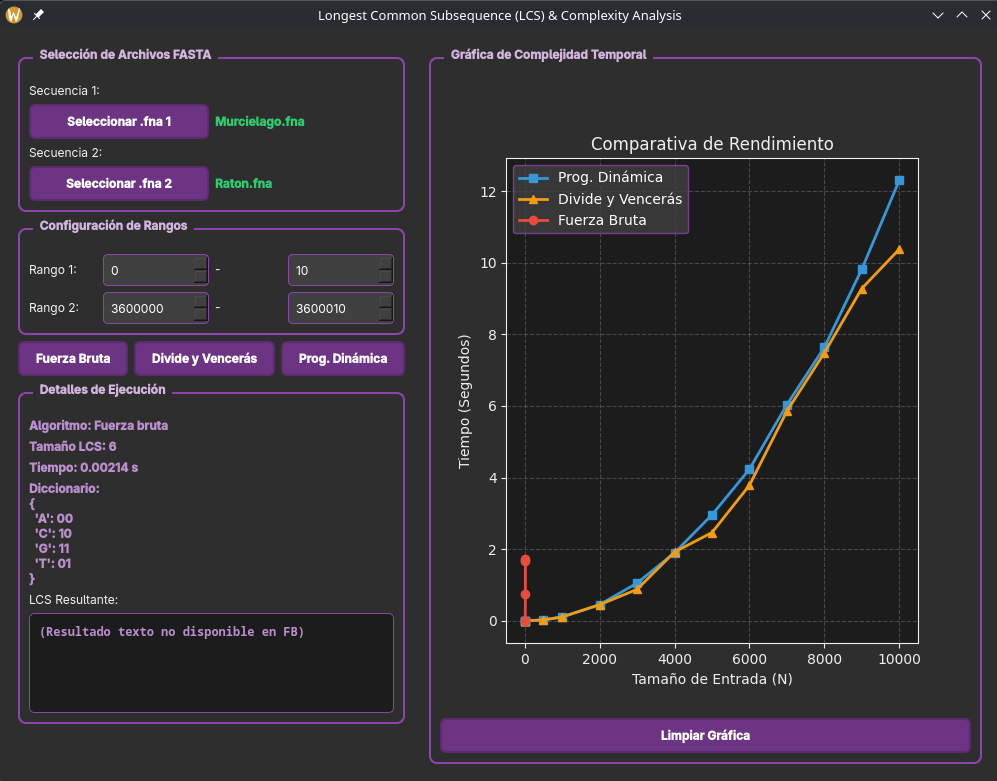 Longest Common Subsequence (LCS) & Complexity Analysis
Selección de Archivos FASTA
Secuencia 1:
Seleccionar .fna 1 Murcielago.fna
Secuencia 2:
Seleccionar .fna 2 Raton.fna
Configuración de Rangos
Rango 1: 0 - 10
Rango 2: 3600000 - 3600010
Fuerza Bruta Divide y Vencerás Prog. Dinámica
Detalles de Ejecución
Algoritmo: Fuerza bruta
Tamaño LCS: 6
Tiempo: 0.00214 s
Diccionario:
{
'A': 00
'C': 10
'G': 11
'T': 01
}
LCS Resultante:
(Resultado texto no disponible en FB)
Gráfica de Complejidad Temporal
Comparativa de Rendimiento
Prog. Dinámica
Divide y Vencerás
Fuerza Bruta
Tiempo (Segundos)
12
10
8
6
4
2
0
0 2000 4000 6000 8000 10000
Tamaño de Entrada (N)
Limpiar Gráfica